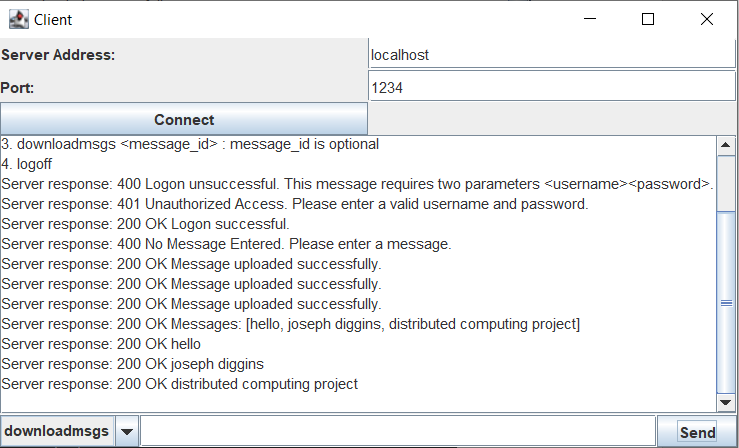 Client
Server Address:
localhost
Port:
1234
Connect
3. downloadmsgs <message_id> : message_id is optional
4. logoff
Server response: 400 Logon unsuccessful. This message requires two parameters <username><password>.
Server response: 401 Unauthorized Access. Please enter a valid username and password.
Server response: 200 OK Logon successful.
Server response: 400 No Message Entered. Please enter a message.
Server response: 200 OK Message uploaded successfully.
Server response: 200 OK Message uploaded successfully.
Server response: 200 OK Message uploaded successfully.
Server response: 200 OK Messages: [hello, joseph diggins, distributed computing project]
Server response: 200 OK hello
Server response: 200 OK joseph diggins
Server response: 200 OK distributed computing project
downloadmsgs
Send